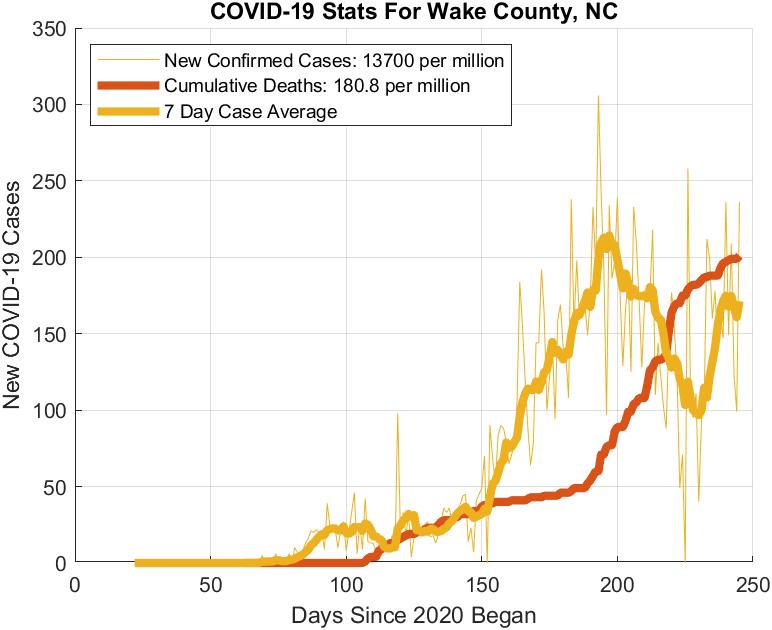 COVID-19 Stats For Wake County, NC
New Confirmed Cases: 13700 per million
Cumulative Deaths: 180.8 per million
7 Day Case Average
New COVID-19 Cases
350
300
250
200
150
100
50
0
0 50 100 150 200 250
Days Since 2020 Began